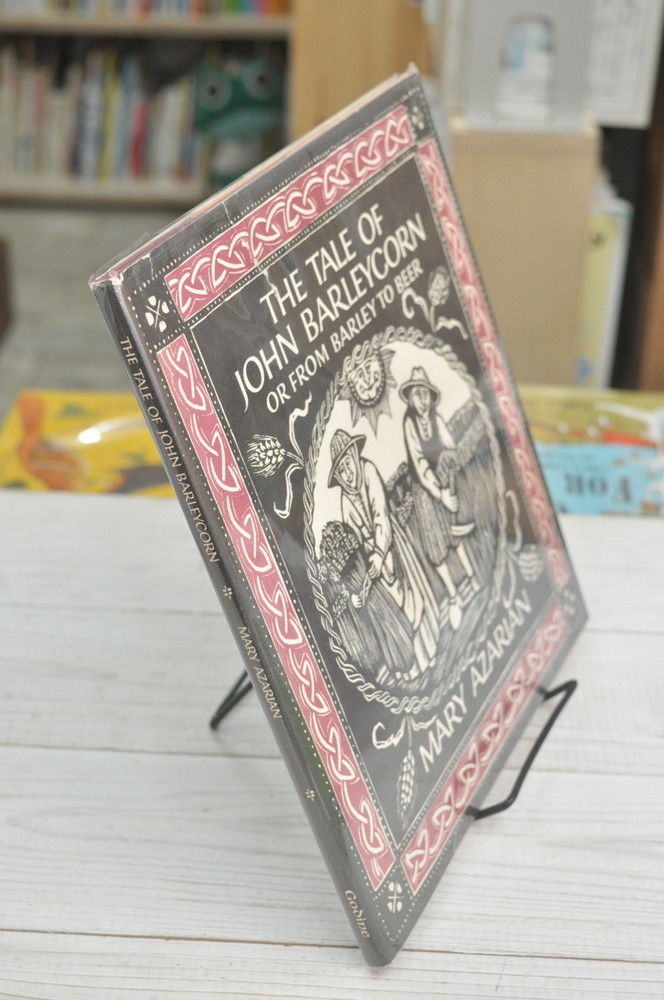 THE TALE OF
JOHN BARLEYCORN
OR FROM BARLEY TO BEER
MARY AZARIAN
THE TALE OF JOHN BARLEYCORN
MARY AZARIAN
Godine
FOR